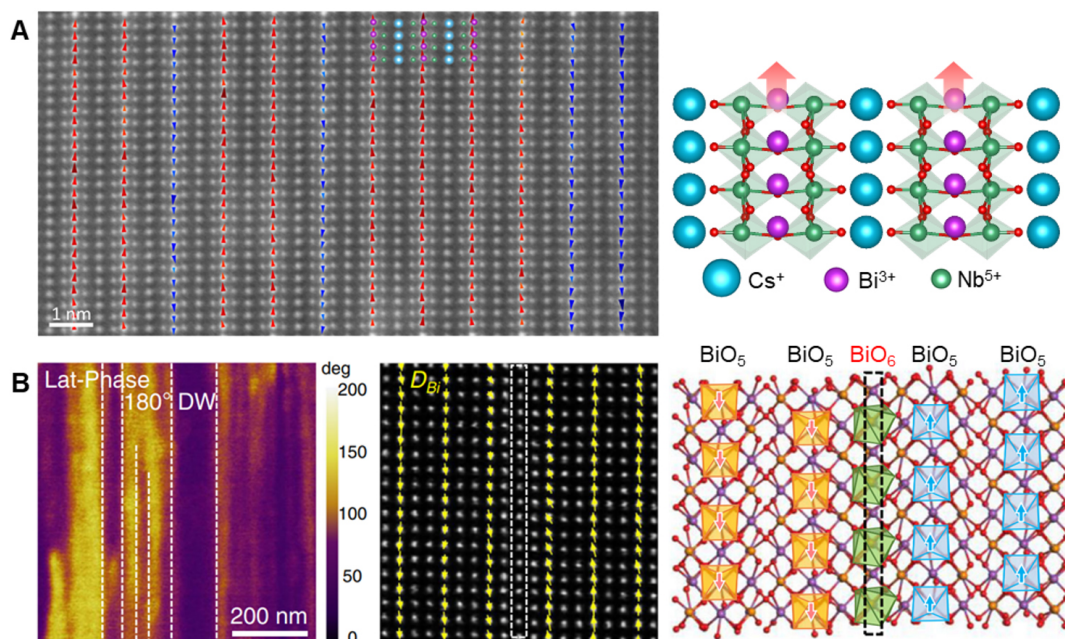 A
1 nm
Cs⁺
Bi³⁺
Nb⁵⁺
B
Lat-Phase
180° DW
200 nm
deg
200
150
100
50
0
D_Bi
BiO₅ BiO₅ BiO₆ BiO₅ BiO₅